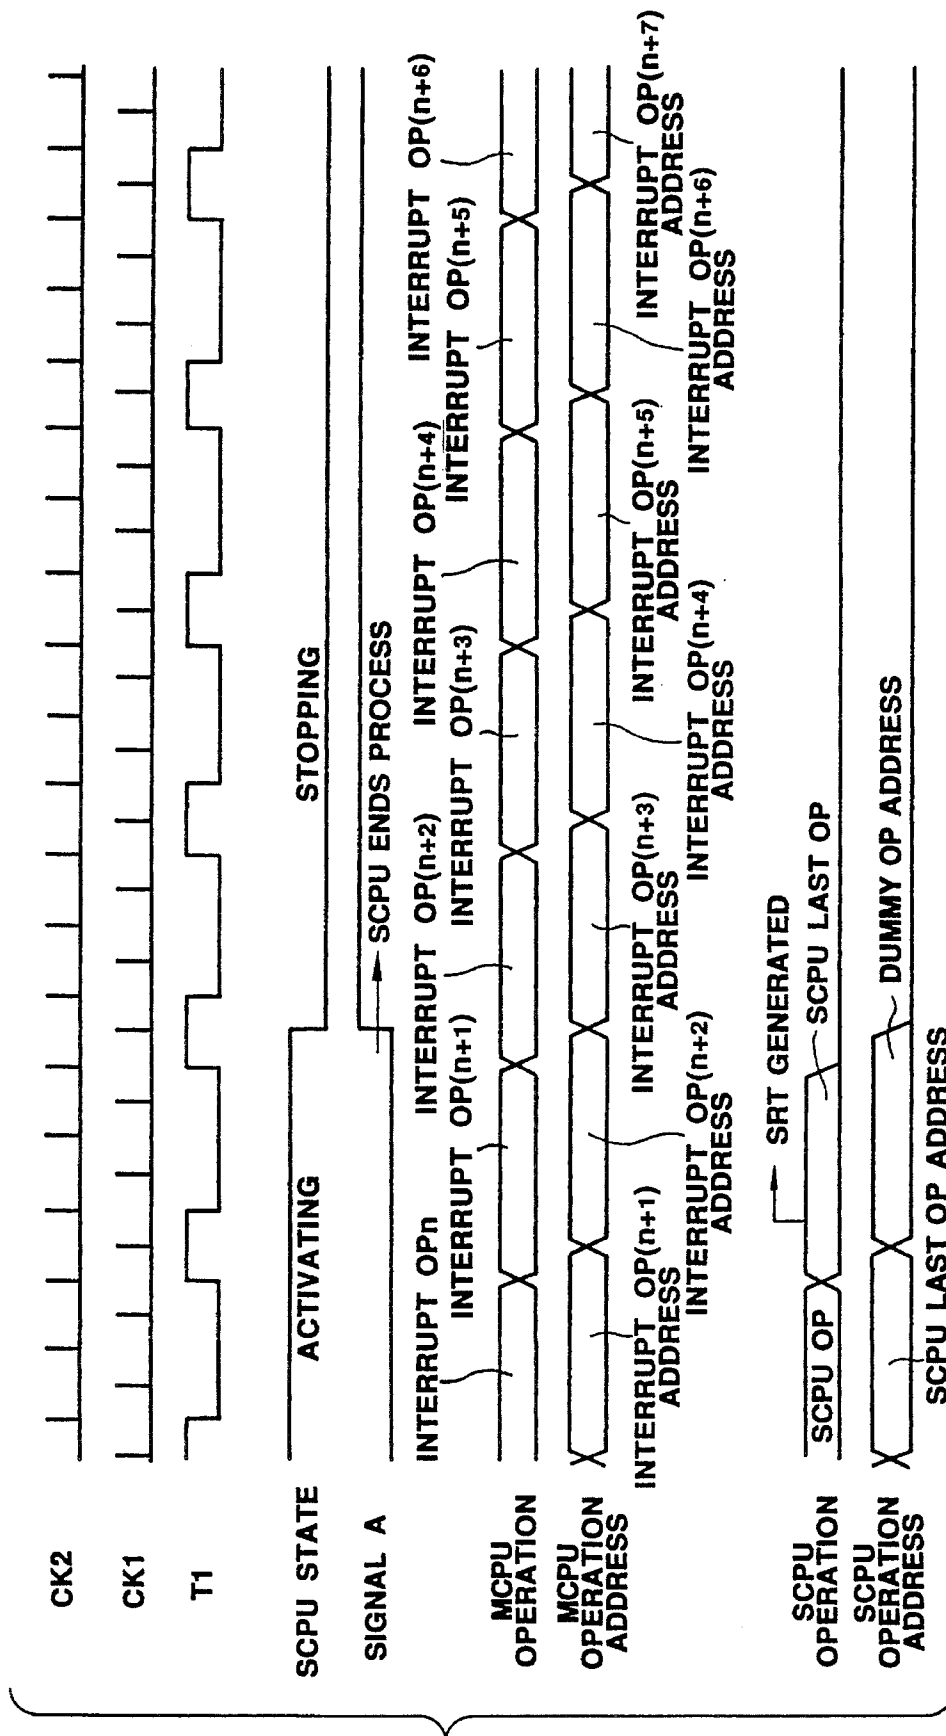 CK2
CK1
T1
SCPU STATE
ACTIVATING
STOPPING
SIGNAL A
SCPU ENDS PROCESS
INTERRUPT OPn
INTERRUPT OP(n+1)
INTERRUPT OP(n+2)
INTERRUPT OP(n+3)
INTERRUPT OP(n+4)
INTERRUPT OP(n+5)
INTERRUPT OP(n+6)
MCPU
OPERATION
MCPU
OPERATION
ADDRESS
INTERRUPT OP(n+1)
ADDRESS
INTERRUPT OP(n+2)
ADDRESS
INTERRUPT OP(n+3)
ADDRESS
INTERRUPT OP(n+4)
ADDRESS
INTERRUPT OP(n+5)
ADDRESS
INTERRUPT OP(n+6)
ADDRESS
INTERRUPT OP(n+7)
ADDRESS
SRT GENERATED
SCPU
OPERATION
SCPU OP
SCPU LAST OP
SCPU
OPERATION
ADDRESS
DUMMY OP ADDRESS
SCPU LAST OP ADDRESS